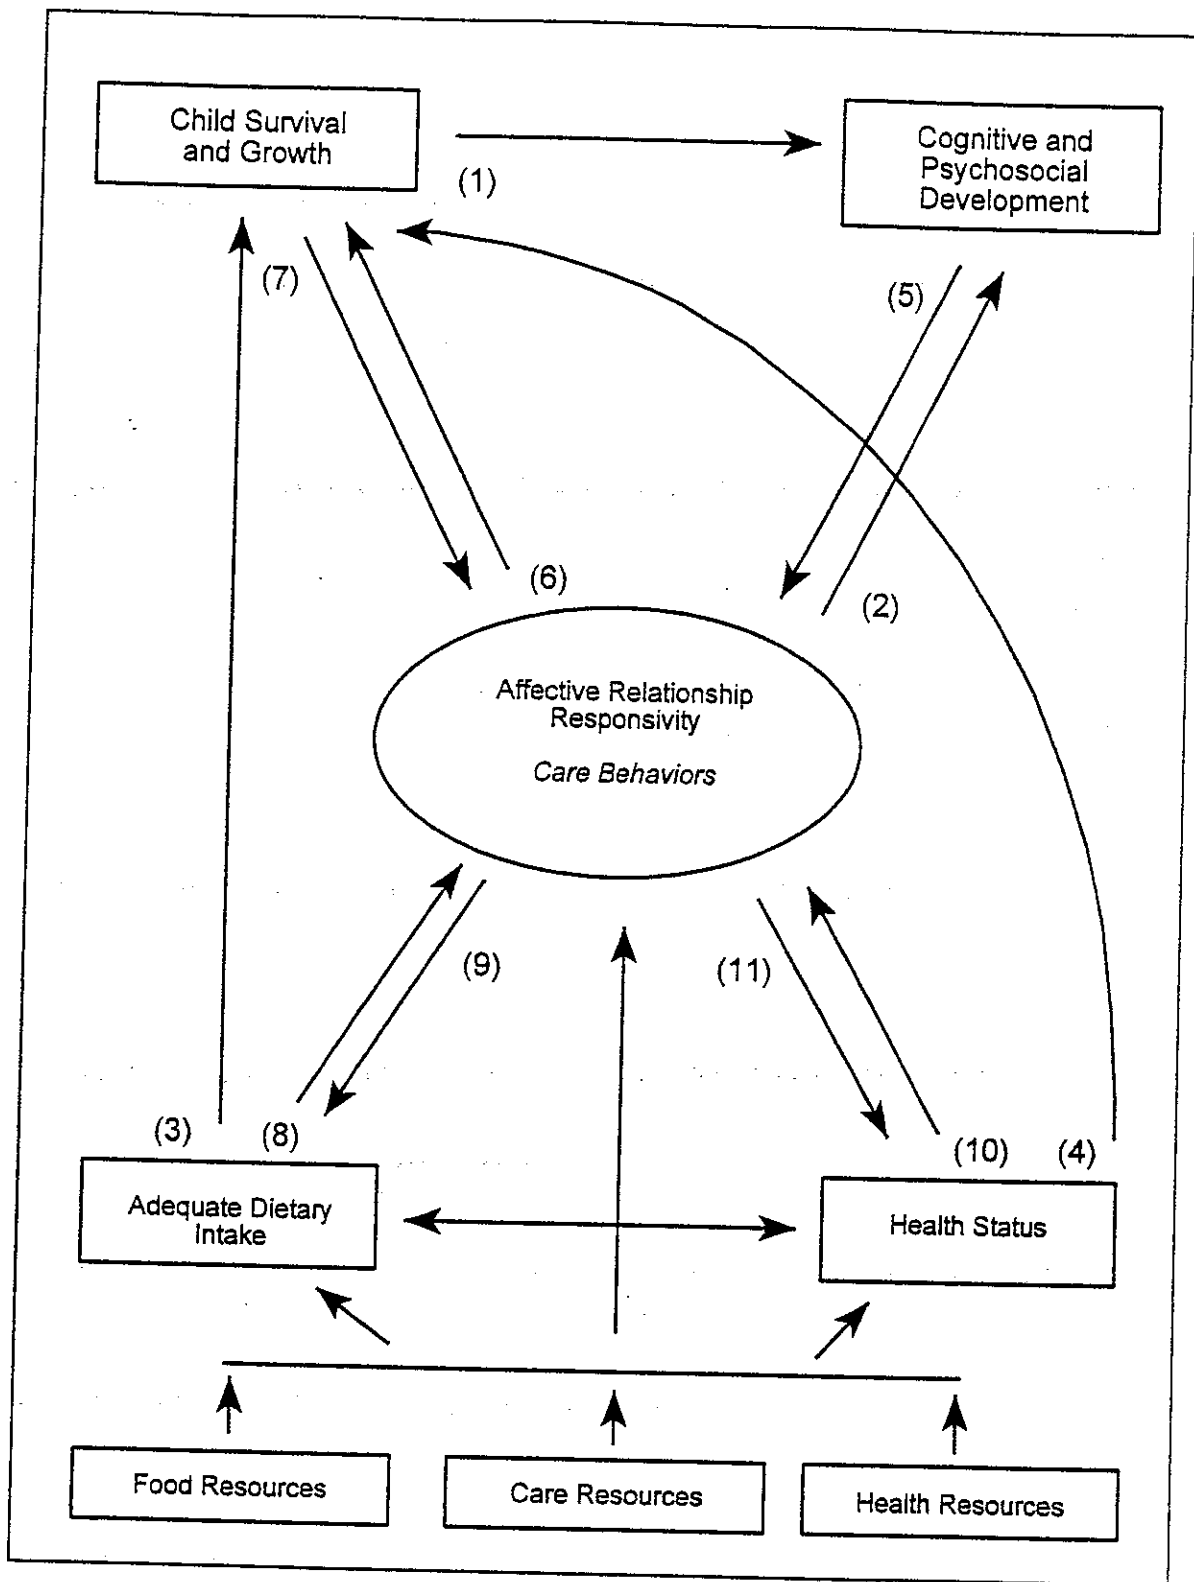 Child Survival
and Growth
Cognitive and
Psychosocial
Development
(1)
(7)
(5)
(6)
(2)
Affective Relationship
Responsivity
Care Behaviors
(9)
(11)
(3)
(8)
(10)
(4)
Adequate Dietary
Intake
Health Status
Food Resources
Care Resources
Health Resources